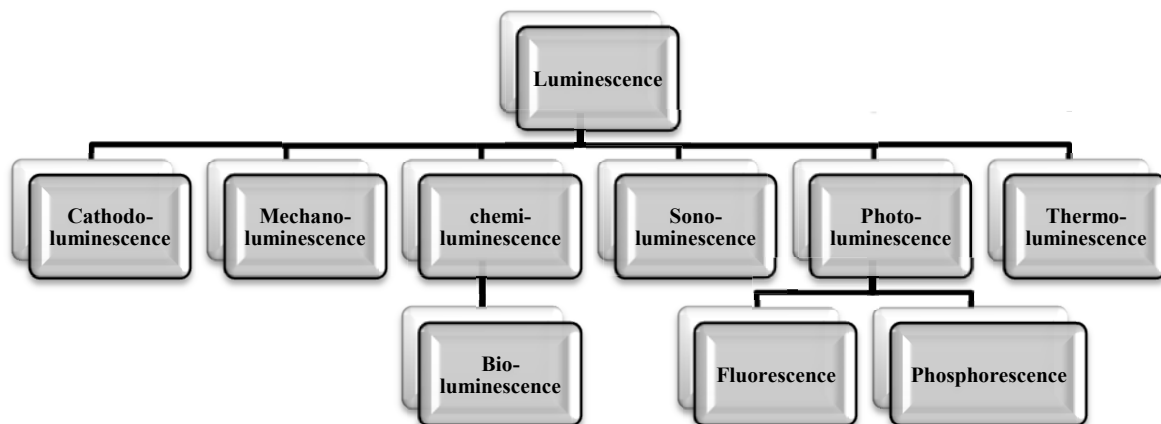 Luminescence
Cathodo-
luminescence
Mechano-
luminescence
chemi-
luminescence
Sono-
luminescence
Photo-
luminescence
Thermo-
luminescence
Bio-
luminescence
Fluorescence
Phosphorescence